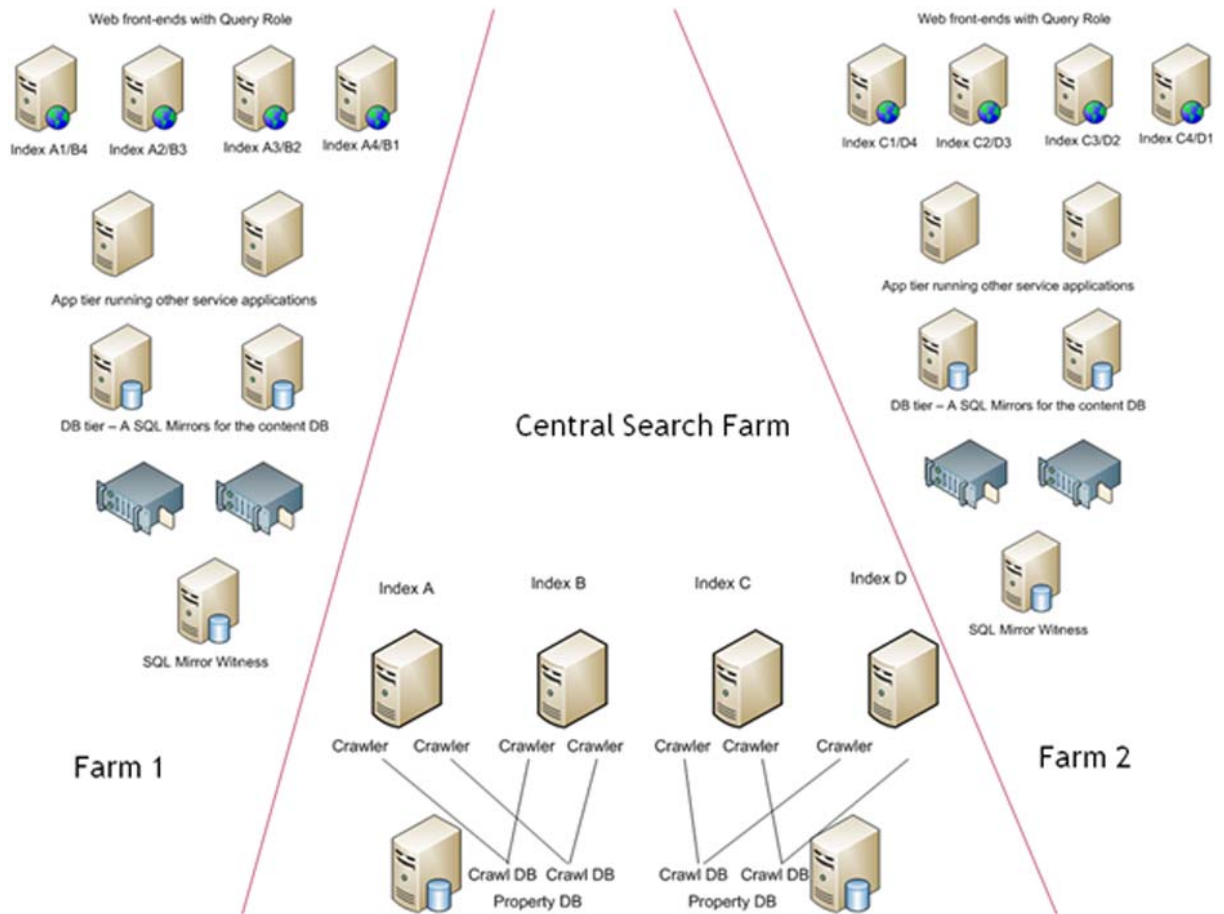 Web front-ends with Query Role
Index A1/B4
Index A2/B3
Index A3/B2
Index A4/B1
App tier running other service applications
DB tier – A SQL Mirrors for the content DB
SQL Mirror Witness
Farm 1
Central Search Farm
Index A
Index B
Index C
Index D
Crawler
Crawler
Crawler
Crawler
Crawler
Crawler
Crawler
Crawl DB
Crawl DB
Property DB
Crawl DB
Crawl DB
Property DB
Web front-ends with Query Role
Index C1/D4
Index C2/D3
Index C3/D2
Index C4/D1
App tier running other service applications
DB tier – A SQL Mirrors for the content DB
SQL Mirror Witness
Farm 2